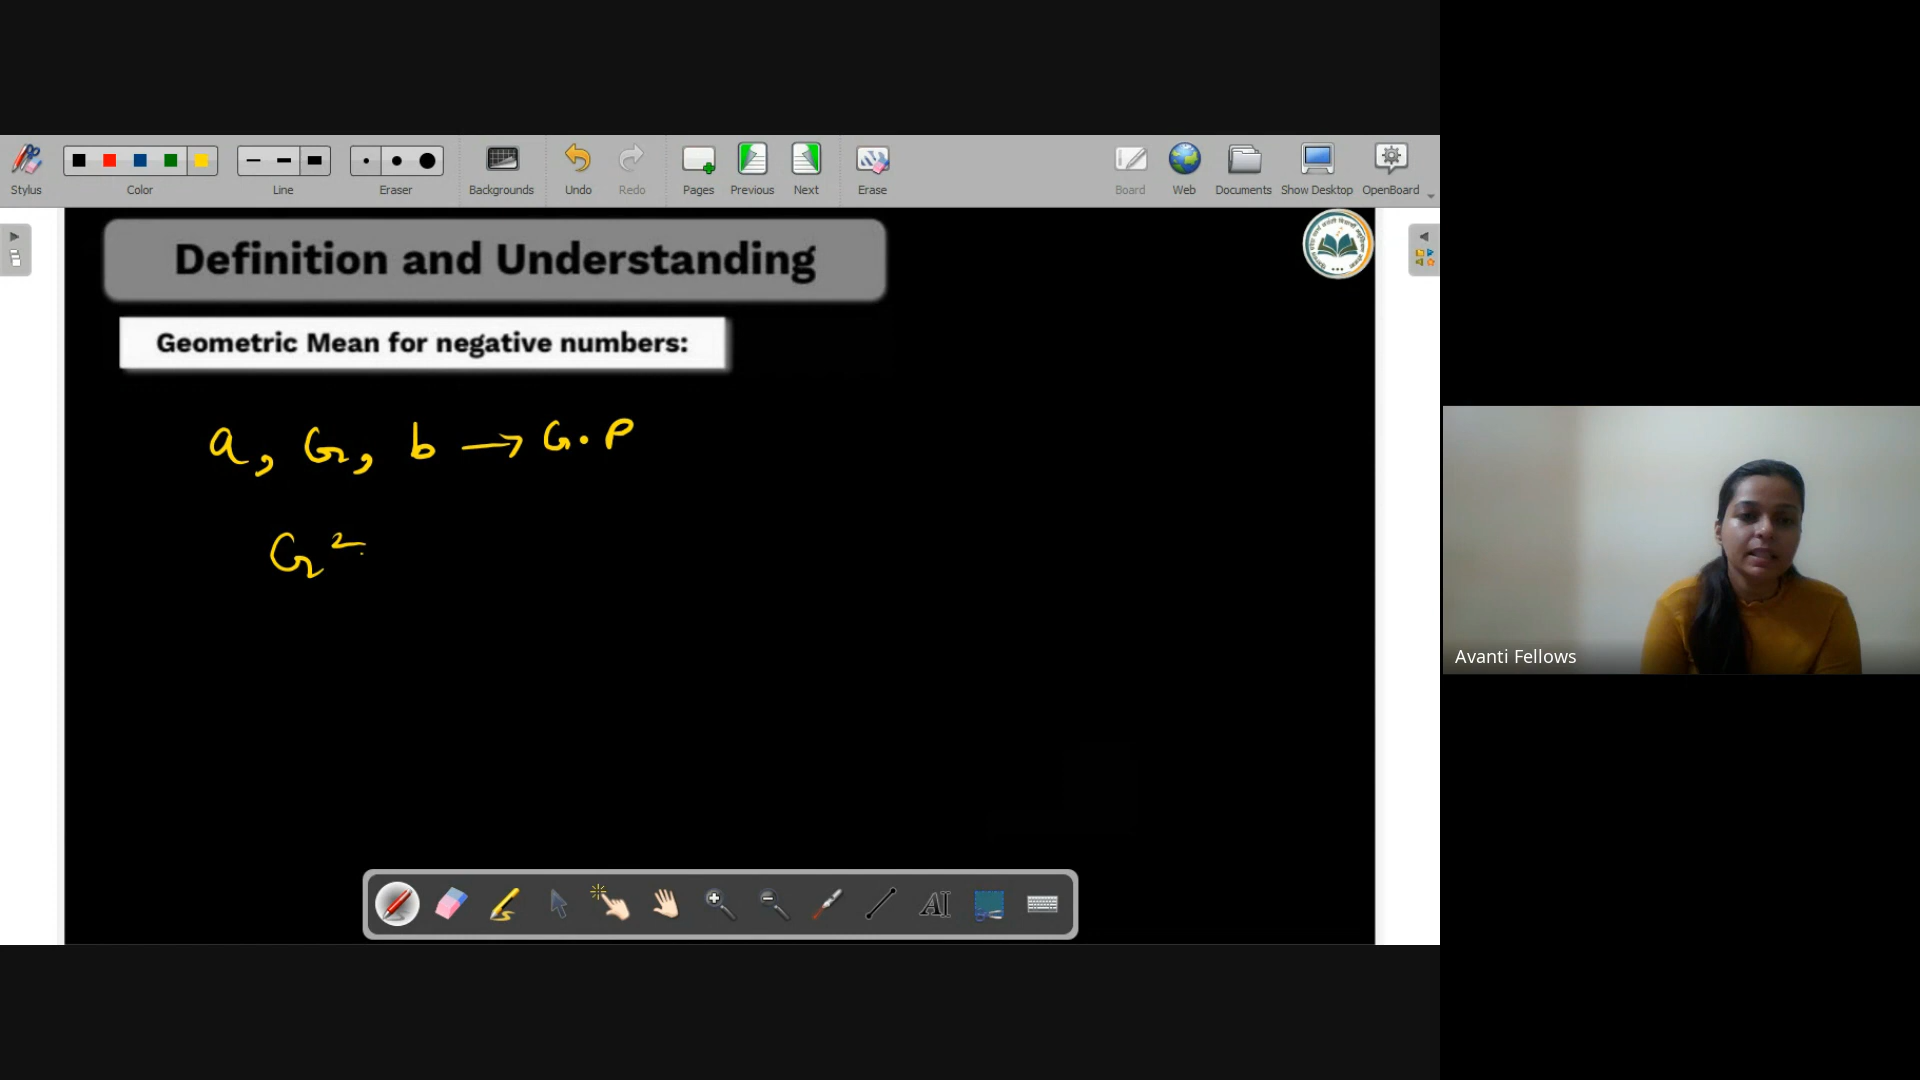 Stylus
Color
Line
Eraser
Backgrounds
Undo
Redo
Pages
Previous
Next
Erase
Board
Web
Documents
Show Desktop
OpenBoard
Definition and Understanding
Geometric Mean for negative numbers:
a, G, b → G.P
G²
AI
Avanti Fellows